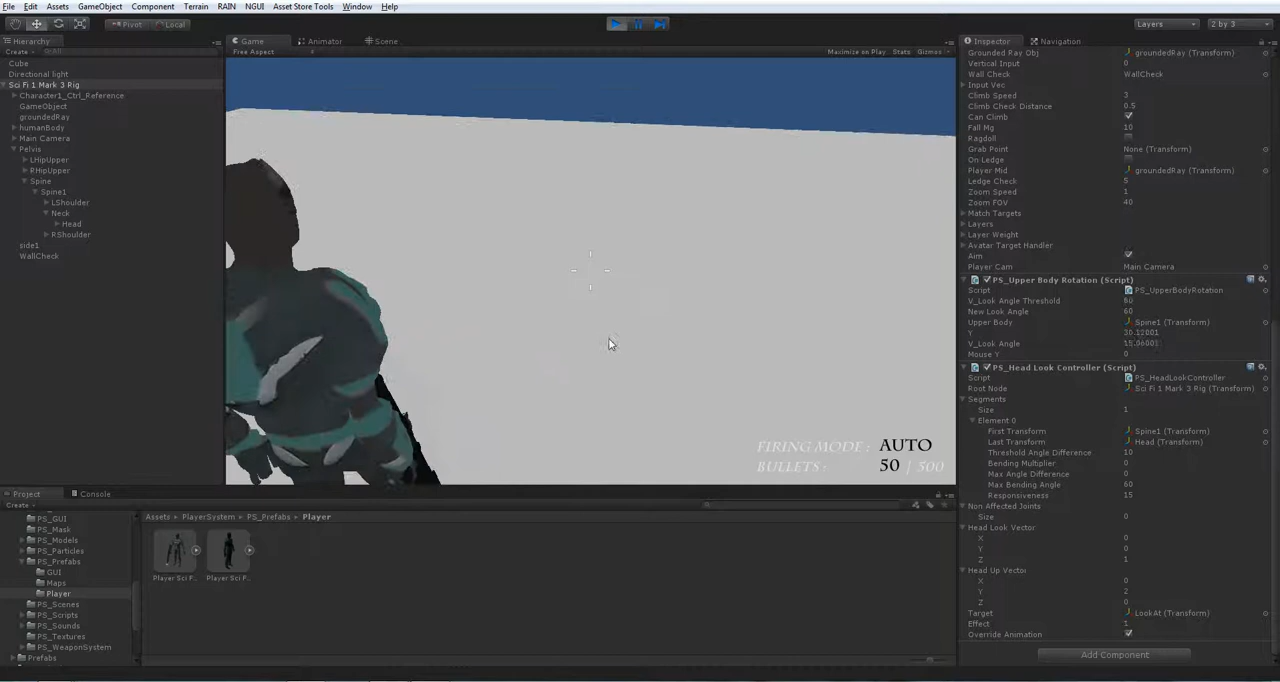 File Edit Assets GameObject Component Terrain RAIN NGUI Asset Store Tools Window Help
Pivot Local Layers 2 by 3
Hierarchy
Create
All
Cube
Directional light
Sci Fi 1 Mark 3 Rig
Character1_Ctrl_Reference
GameObject
groundedRay
humanBody
Main Camera
Pelvis
LHipUpper
RHipUpper
Spine
Spine1
LShoulder
Neck
Head
RShoulder
side1
WallCheck
Game Animator Scene
Free Aspect Maximize on Play Stats Gizmos
FIRING MODE : AUTO
BULLETS : 50 | 300
Project Console
Create
PS_GUI
PS_Mask
PS_Models
PS_Particles
PS_Prefabs
GUI
Maps
Player
PS_Scenes
PS_Scripts
PS_Sounds
PS_Textures
PS_WeaponSystem
Prefabs
Assets PlayerSystem PS_Prefabs Player
Player Sci F... Player Sci F...
Inspector Navigation
Grounded Ray Obj groundedRay (Transform)
Vertical Input 0
Wall Check WallCheck
Input Vec
Climb Speed 3
Climb Check Distance 0.5
Can Climb
Fall Mg 10
Ragdoll
Grab Point None (Transform)
On Ledge
Player Mid groundedRay (Transform)
Ledge Check 5
Zoom Speed 1
Zoom FOV 40
Match Targets
Layers
Layer Weight
Avatar Target Handler
Aim
Player Cam Main Camera
PS_Upper Body Rotation (Script)
Script PS_UpperBodyRotation
V_Look Angle Threshold 80
New Look Angle 60
Upper Body Spine1 (Transform)
Y 30.12001
V_Look Angle 15.06001
Mouse Y 0
PS_Head Look Controller (Script)
Script PS_HeadLookController
Root Node Sci Fi 1 Mark 3 Rig (Transform)
Segments
Size 1
Element 0
First Transform Spine1 (Transform)
Last Transform Head (Transform)
Threshold Angle Difference 10
Bending Multiplier 0
Max Angle Difference 0
Max Bending Angle 60
Responsiveness 15
Non Affected Joints
Size 0
Head Look Vector
X 0
Y 0
Z 1
Head Up Vector
X 0
Y 2
Z 0
Target LookAt (Transform)
Effect 1
Override Animation
Add Component